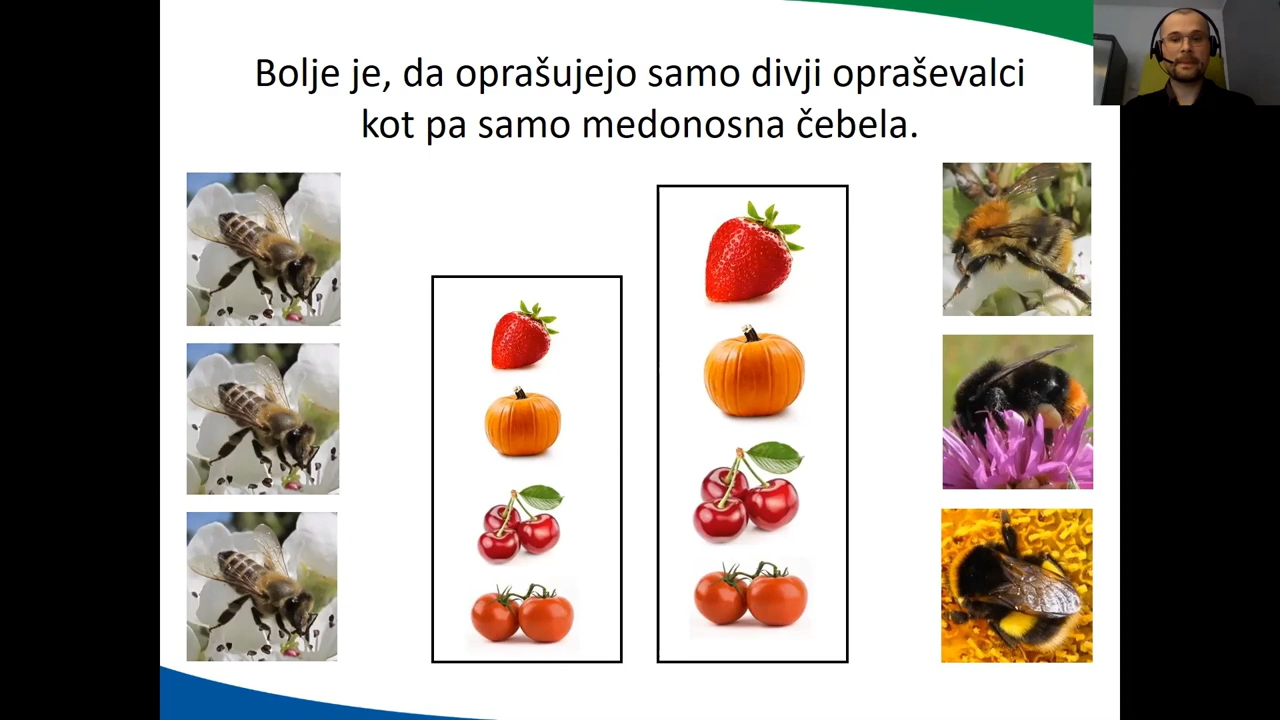 Bolje je, da oprašujejo samo divji opraševalci
kot pa samo medonosna čebela.